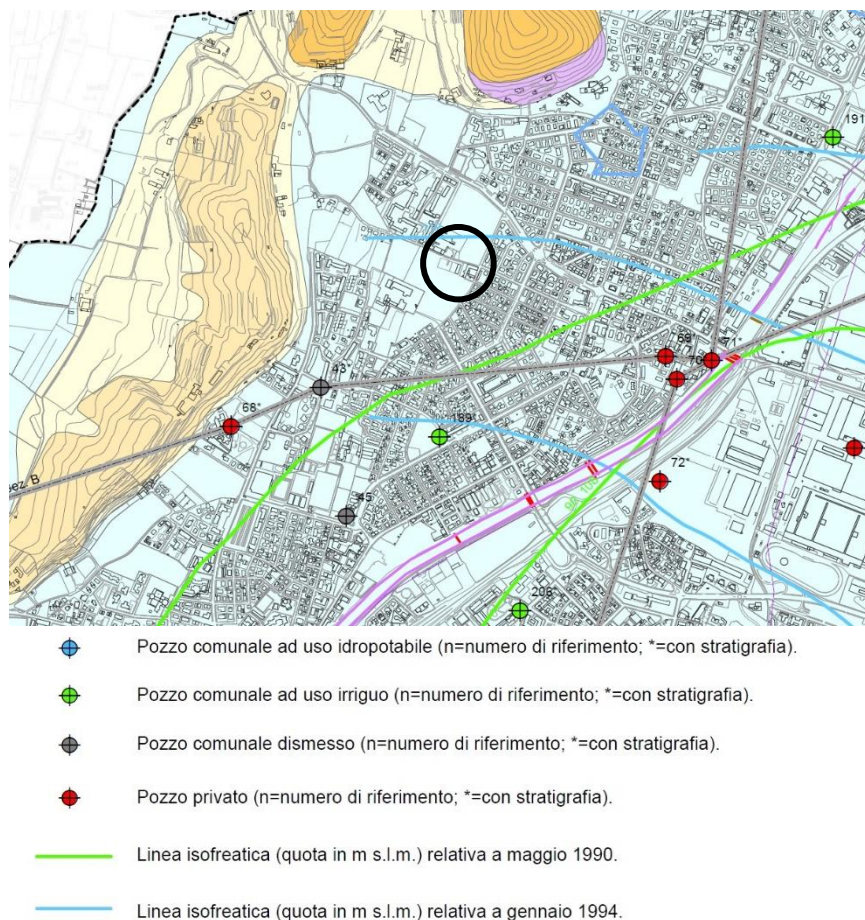 191
69
71*
70
43*
68*
189*
72*
45
Sez. B
206
Pozzo comunale ad uso idropotabile (n=numero di riferimento; *=con stratigrafia).
Pozzo comunale ad uso irriguo (n=numero di riferimento; *=con stratigrafia).
Pozzo comunale dismesso (n=numero di riferimento; *=con stratigrafia).
Pozzo privato (n=numero di riferimento; *=con stratigrafia).
Linea isofreatica (quota in m s.l.m.) relativa a maggio 1990.
Linea isofreatica (quota in m s.l.m.) relativa a gennaio 1994.